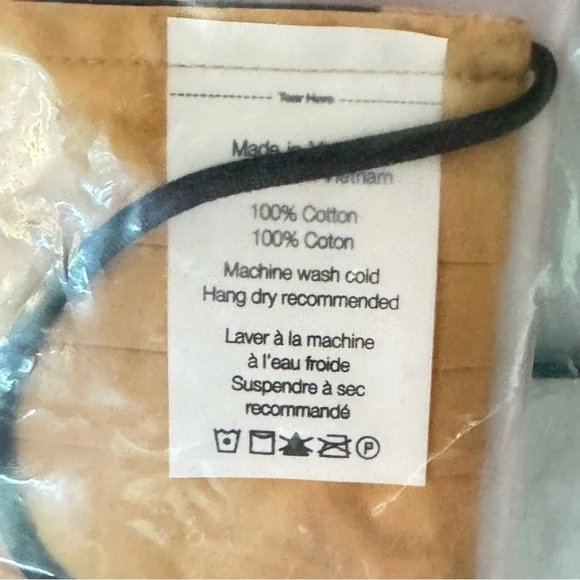 Tear Here
Made in
Vietnam
100% Cotton
100% Coton
Machine wash cold
Hang dry recommended
Laver à la machine
à l'eau froide
Suspendre à sec
recommandé
P